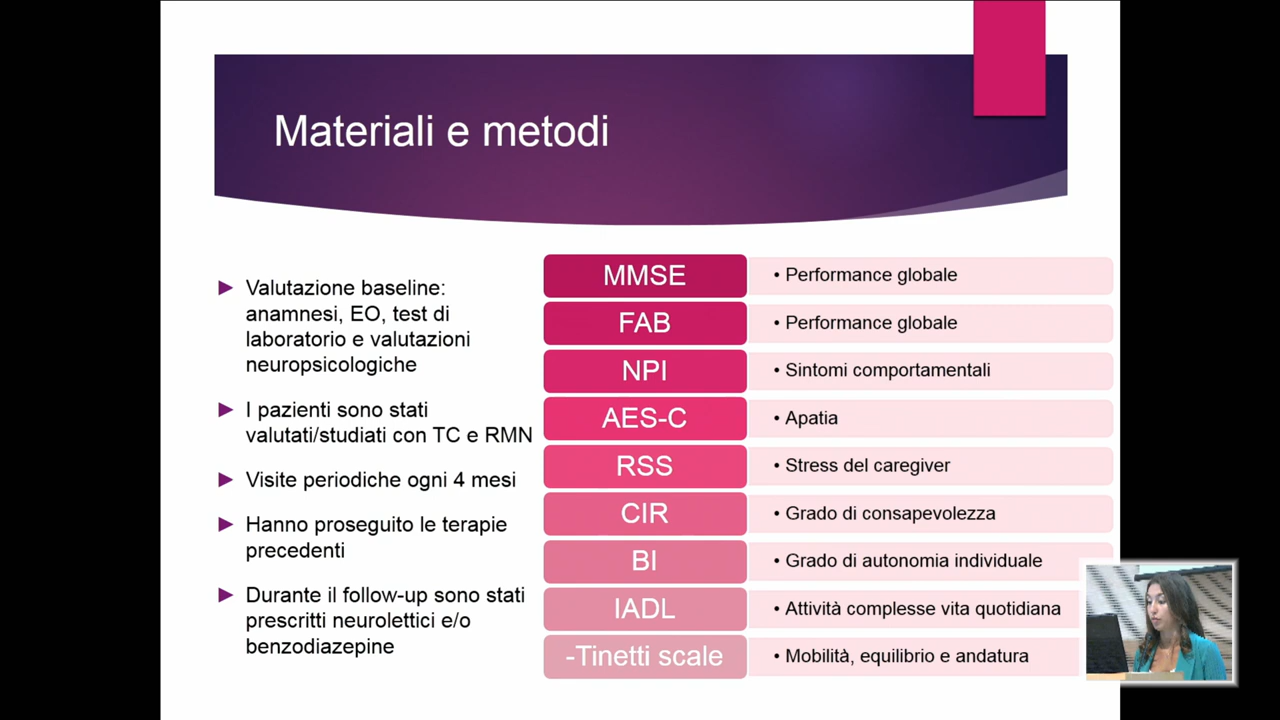 Materiali e metodi
Valutazione baseline:
anamnesi, EO, test di
laboratorio e valutazioni
neuropsicologiche
I pazienti sono stati
valutati/studiati con TC e RMN
Visite periodiche ogni 4 mesi
Hanno proseguito le terapie
precedenti
Durante il follow-up sono stati
prescritti neurolettici e/o
benzodiazepine
MMSE • Performance globale
FAB • Performance globale
NPI • Sintomi comportamentali
AES-C • Apatia
RSS • Stress del caregiver
CIR • Grado di consapevolezza
BI • Grado di autonomia individuale
IADL • Attività complesse vita quotidiana
-Tinetti scale • Mobilità, equilibrio e andatura